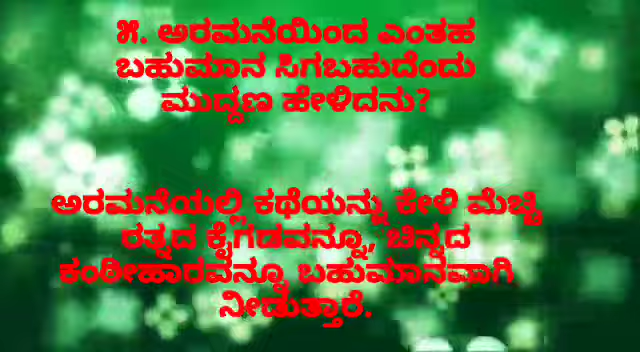 ೫. ಅರಮನೆಯಿಂದ ಎಂತಹ
ಬಹುಮಾನ ಸಿಗಬಹುದೆಂದು
ಮುದ್ದಣ ಹೇಳಿದನು?
ಅರಮನೆಯಲ್ಲಿ ಕಥೆಯನ್ನು ಕೇಳಿ ಮೆಚ್ಚಿ
ರತ್ನದ ಕೈಗಡವನ್ನೂ, ಚಿನ್ನದ
ಕಂಠೀಹಾರವನ್ನೂ ಬಹುಮಾನವಾಗಿ
ನೀಡುತ್ತಾರೆ.